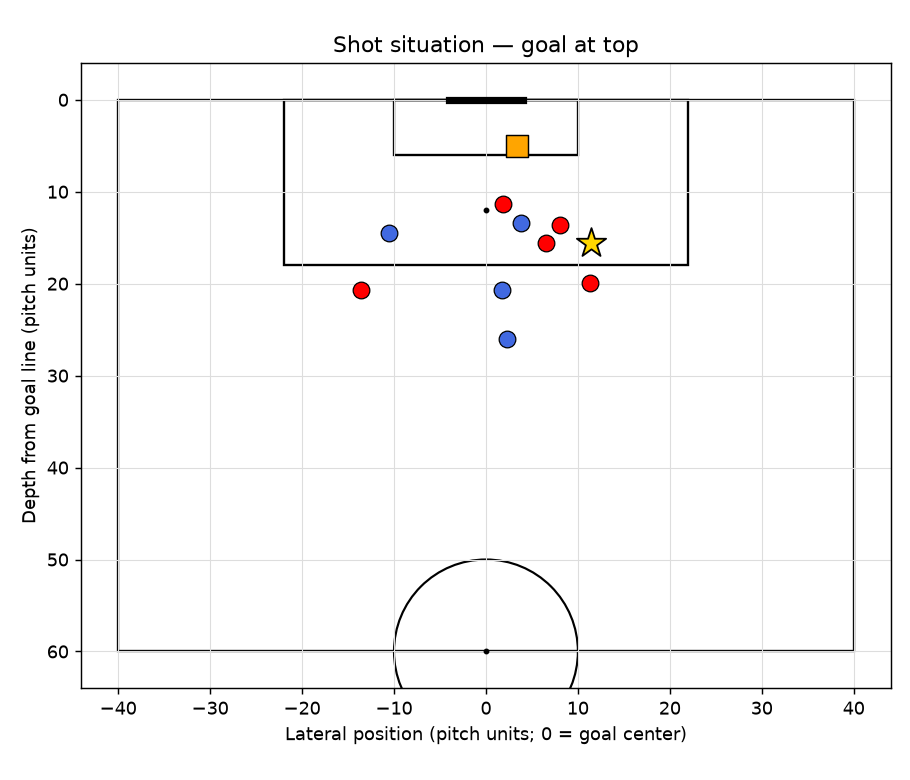 Shot situation — goal at top
Depth from goal line (pitch units)
0
10
20
30
40
50
60
−40 −30 −20 −10 0 10 20 30 40
Lateral position (pitch units; 0 = goal center)